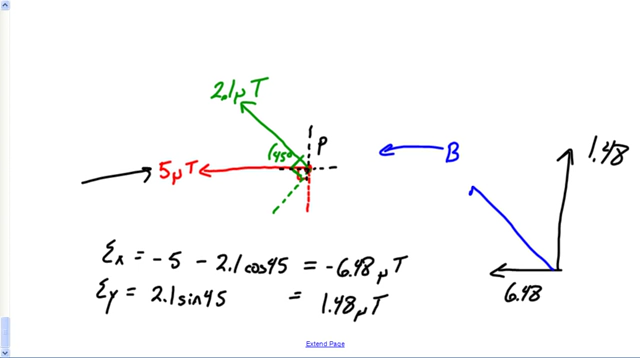 2.1μT
P
45°
5μT
B
1.48
6.48
Σx = -5 - 2.1cos45 = -6.48μT
Σy = 2.1sin45 = 1.48μT
Extend Page